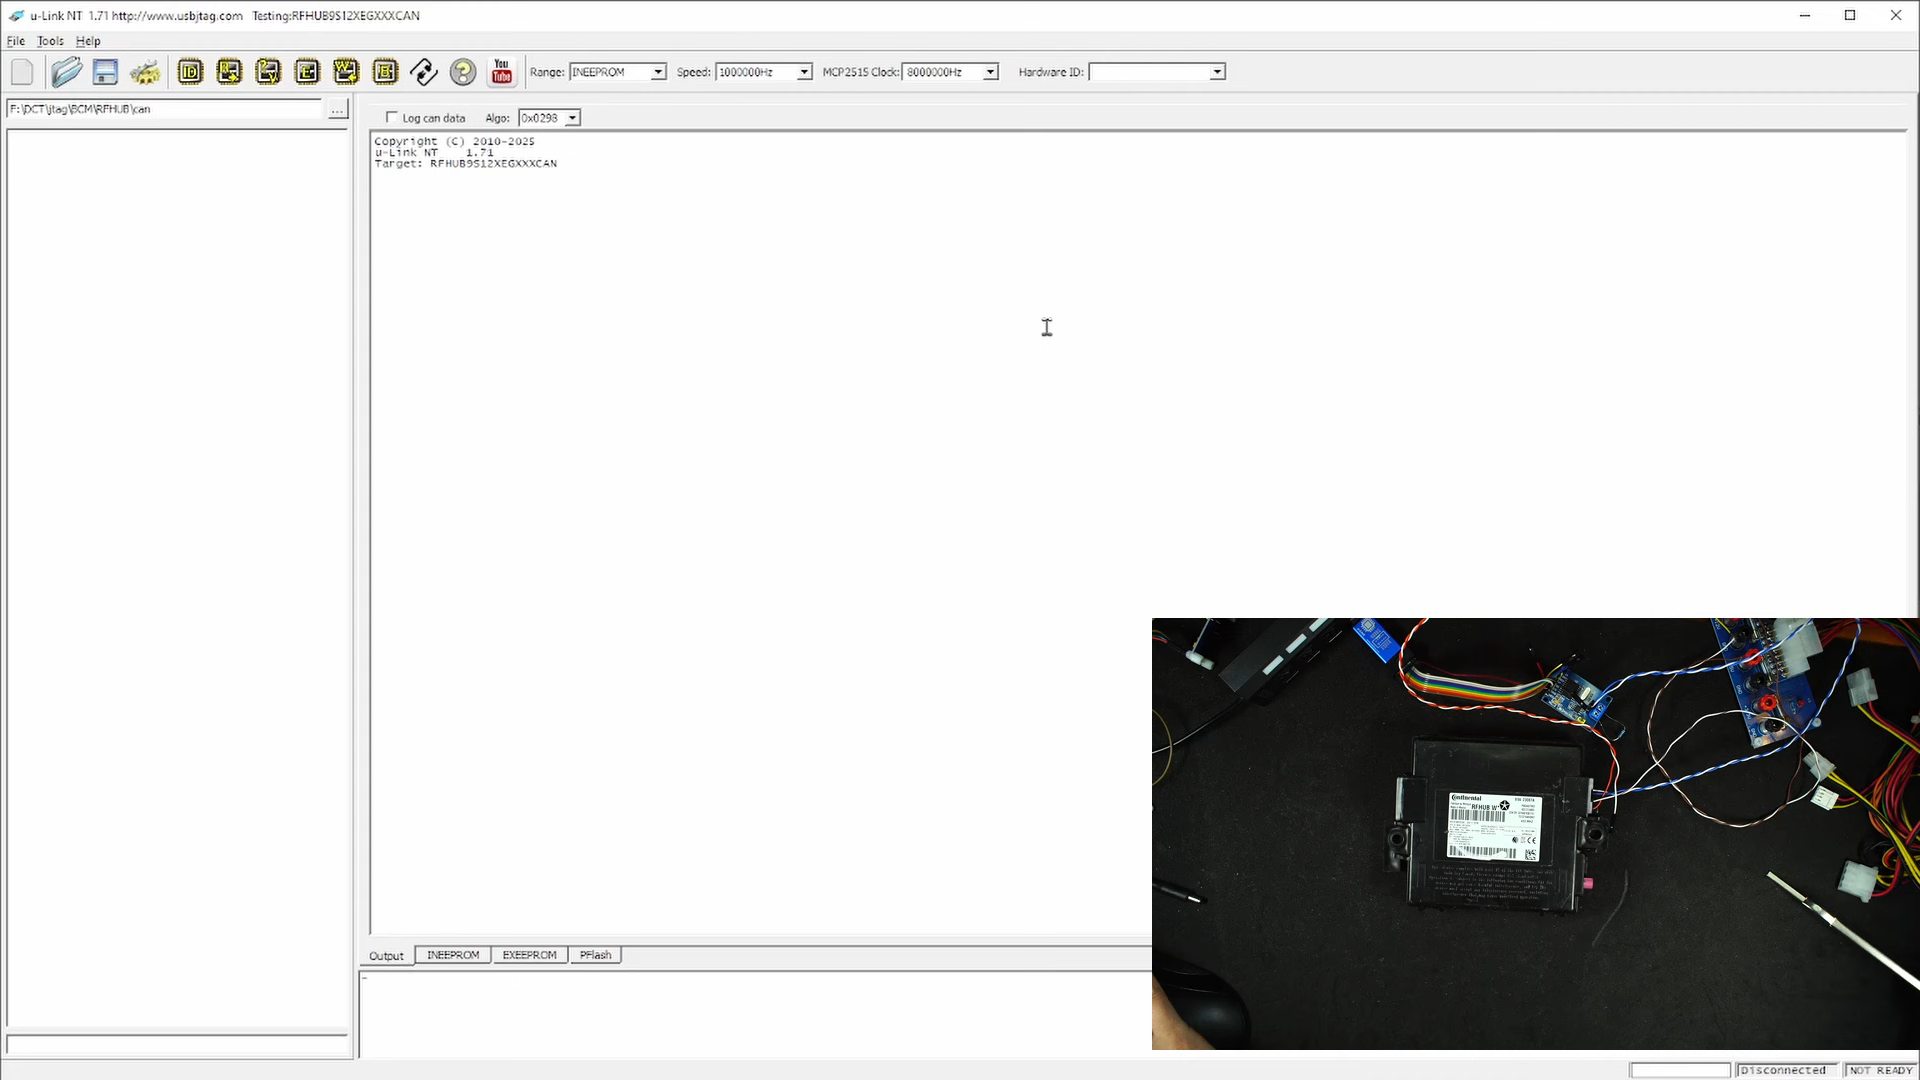 u-Link NT 1.71 http://www.usbjtag.com Testing:RFHUB9S12XEGXXXCAN
File Tools Help
You
Tube
Range: INEEPROM Speed: 1000000Hz MCP2515 Clock: 8000000Hz Hardware ID:
F:\DCT\jtag\BCM\RFHUB\can ...
Log can data Algo: 0x0298
Copyright (C) 2010-2025
u-Link NT 1.71
Target: RFHUB9S12XEGXXXCAN
Output INEEPROM EXEEPROM PFlash
Continental
RFHUB W
Disconnected NOT READY